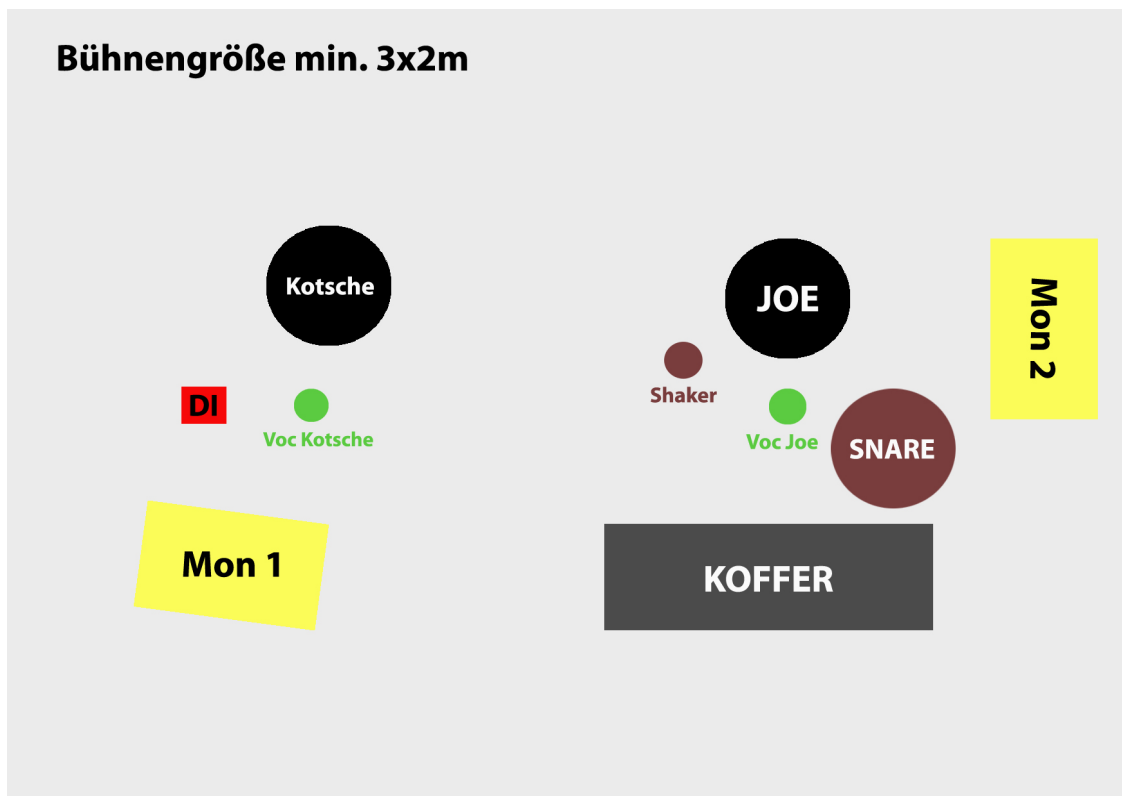 Bühnengröße min. 3x2m
Kotsche
JOE
Mon 2
Shaker
DI
Voc Kotsche
Voc Joe
SNARE
Mon 1
KOFFER